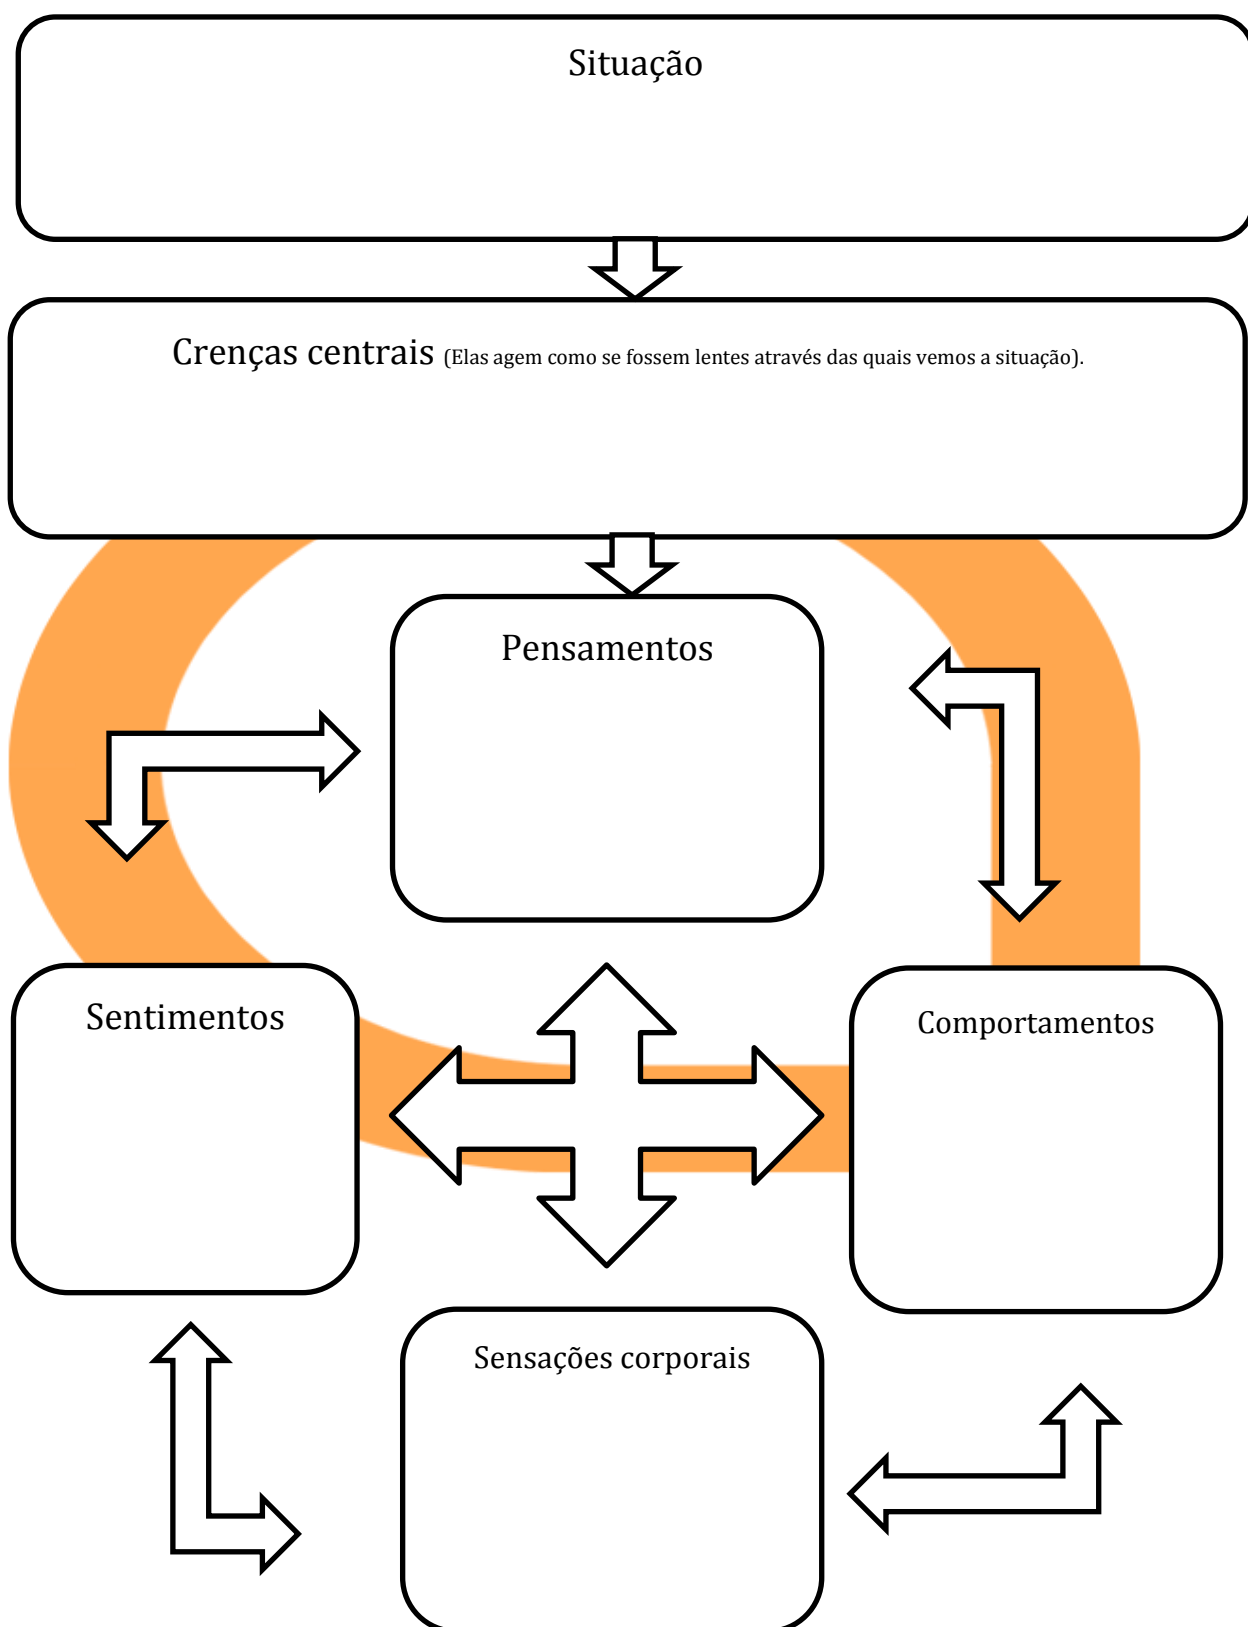 Situação
Crenças centrais (Elas agem como se fossem lentes através das quais vemos a situação).
Pensamentos
Sentimentos
Comportamentos
Sensações corporais